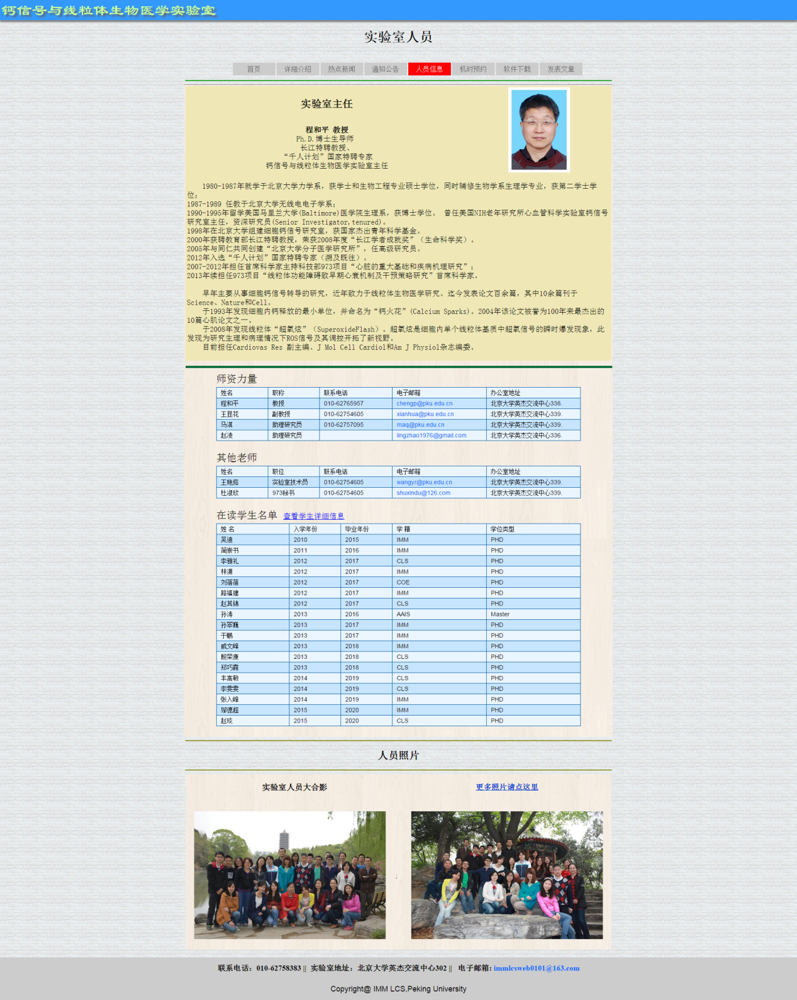 钙信号与线粒体生物医学实验室
实验室人员
首页 详细介绍 热点新闻 通知公告 人员信息 机时预约 软件下载 发表文章
实验室主任
程和平 教授
Ph.D.博士生导师
长江特聘教授、
“千人计划”国家特聘专家
钙信号与线粒体生物医学实验室主任
1980-1987年就学于北京大学力学系，获学士和生物工程专业硕士学位，同时辅修生物学系生理学专业，获第二学士学
位；
1987-1989 任教于北京大学无线电电子学系；
1990-1995年留学美国马里兰大学(Baltimore)医学院生理系，获博士学位。 曾任美国NIH老年研究所心血管科学实验室钙信号
研究室主任，资深研究员(Senior Investigator,tenured)。
1998年在北京大学组建细胞钙信号研究室，获国家杰出青年科学基金。
2000年获聘教育部长江特聘教授，荣获2008年度“长江学者成就奖”（生命科学奖）。
2005年与同仁共同创建“北京大学分子医学研究所”，任高级研究员。
2012年入选“千人计划”国家特聘专家（溯及既往）。
2007-2012年担任首席科学家主持科技部973项目“心脏的重大基础和疾病机理研究”；
2013年续担任973项目“线粒体功能障碍致早期心衰机制及干预策略研究”首席科学家。
早年主要从事细胞钙信号转导的研究，近年致力于线粒体生物医学研究。迄今发表论文百余篇，其中10余篇刊于
Science、Nature和Cell。
于1993年发现细胞内钙释放的最小单位，并命名为“钙火花”(Calcium Sparks)。2004年该论文被誉为100年来最杰出的
10篇心肌论文之一。
于2008年发现线粒体“超氧炫”（SuperoxideFlash）。超氧炫是细胞内单个线粒体基质中超氧信号的瞬时爆发现象，此
发现为研究生理和病理情况下ROS信号及其调控开拓了新视野。
目前担任Cardiovas Res 副主编、J Mol Cell Cardiol和Am J Physiol杂志编委。
师资力量
姓名 职称 联系电话 电子邮箱 办公室地址
程和平 教授 010-62765957 chengp@pku.edu.cn 北京大学英杰交流中心338.
王显花 副教授 010-62754605 xianhua@pku.edu.cn 北京大学英杰交流中心339.
马淇 助理研究员 010-62757095 maq@pku.edu.cn 北京大学英杰交流中心339.
赵凌 助理研究员 lingzhao1976@gmail.com 北京大学英杰交流中心336.
其他老师
姓名 职位 联系电话 电子邮箱 办公室地址
王艳茹 实验室技术员 010-62754605 wangyr@pku.edu.cn 北京大学英杰交流中心339.
杜淑欣 973秘书 010-62754605 shuxindu@126.com 北京大学英杰交流中心339.
在读学生名单 查看学生详细信息
姓 名 入学年份 毕业年份 学 籍 学位类型
吴迪 2010 2015 IMM PHD
简崇书 2011 2016 IMM PHD
李雅礼 2012 2017 CLS PHD
林渊 2012 2017 IMM PHD
刘蓓蓓 2012 2017 COE PHD
路福建 2012 2017 IMM PHD
赵其锦 2012 2017 CLS PHD
孙涛 2013 2016 AAIS Master
孙翠巍 2013 2017 IMM PHD
于鹏 2013 2017 IMM PHD
戚文峰 2013 2018 IMM PHD
殷荣康 2013 2018 CLS PHD
郑巧霞 2013 2018 CLS PHD
丰高敏 2014 2019 CLS PHD
李雯雯 2014 2019 CLS PHD
张入峰 2014 2019 IMM PHD
邬德超 2015 2020 IMM PHD
赵琰 2015 2020 CLS PHD
人员照片
实验室人员大合影 更多照片请点这里
;
联系电话：010-62758383 || 实验室地址：北京大学英杰交流中心302 || 电子邮箱: immlcsweb0101@163.com
Copyright@ IMM LCS,Peking University